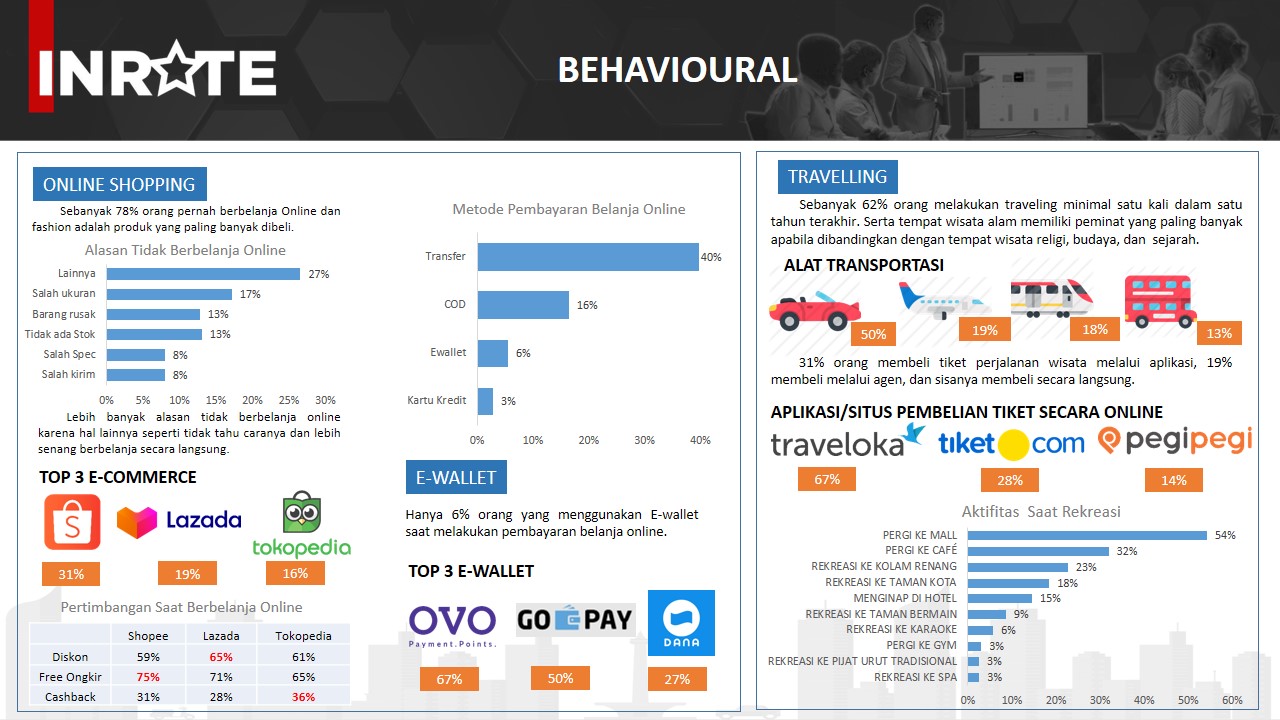 INRATE
BEHAVIOURAL
ONLINE SHOPPING
Sebanyak 78% orang pernah berbelanja Online dan
fashion adalah produk yang paling banyak dibeli.
Alasan Tidak Berbelanja Online
Lainnya 27%
Salah ukuran 17%
Barang rusak 13%
Tidak ada Stok 13%
Salah Spec 8%
Salah kirim 8%
0% 5% 10% 15% 20% 25% 30%
Lebih banyak alasan tidak berbelanja online
karena hal lainnya seperti tidak tahu caranya dan lebih
senang berbelanja secara langsung.
TOP 3 E-COMMERCE
S Lazada
tokopedia
31% 19% 16%
Pertimbangan Saat Berbelanja Online
Shopee Lazada Tokopedia
Diskon 59% 65% 61%
Free Ongkir 75% 71% 65%
Cashback 31% 28% 36%
Metode Pembayaran Belanja Online
Transfer 40%
COD 16%
Ewallet 6%
Kartu Kredit 3%
0% 10% 20% 30% 40%
E-WALLET
Hanya 6% orang yang menggunakan E-wallet
saat melakukan pembayaran belanja online.
TOP 3 E-WALLET
OVO GO PAY
Payment.Points. DANA
67% 50% 27%
TRAVELLING
Sebanyak 62% orang melakukan traveling minimal satu kali dalam satu
tahun terakhir. Serta tempat wisata alam memiliki peminat yang paling banyak
apabila dibandingkan dengan tempat wisata religi, budaya, dan sejarah.
ALAT TRANSPORTASI
50% 19% 18% 13%
31% orang membeli tiket perjalanan wisata melalui aplikasi, 19%
membeli melalui agen, dan sisanya membeli secara langsung.
APLIKASI/SITUS PEMBELIAN TIKET SECARA ONLINE
traveloka tiket com pegipegi
67% 28% 14%
Aktifitas Saat Rekreasi
PERGI KE MALL 54%
PERGI KE CAFÉ 32%
REKREASI KE KOLAM RENANG 23%
REKREASI KE TAMAN KOTA 18%
MENGINAP DI HOTEL 15%
REKREASI KE TAMAN BERMAIN 9%
REKREASI KE KARAOKE 6%
PERGI KE GYM 3%
REKREASI KE PIJAT URUT TRADISIONAL 3%
REKREASI KE SPA 3%
0% 10% 20% 30% 40% 50% 60%